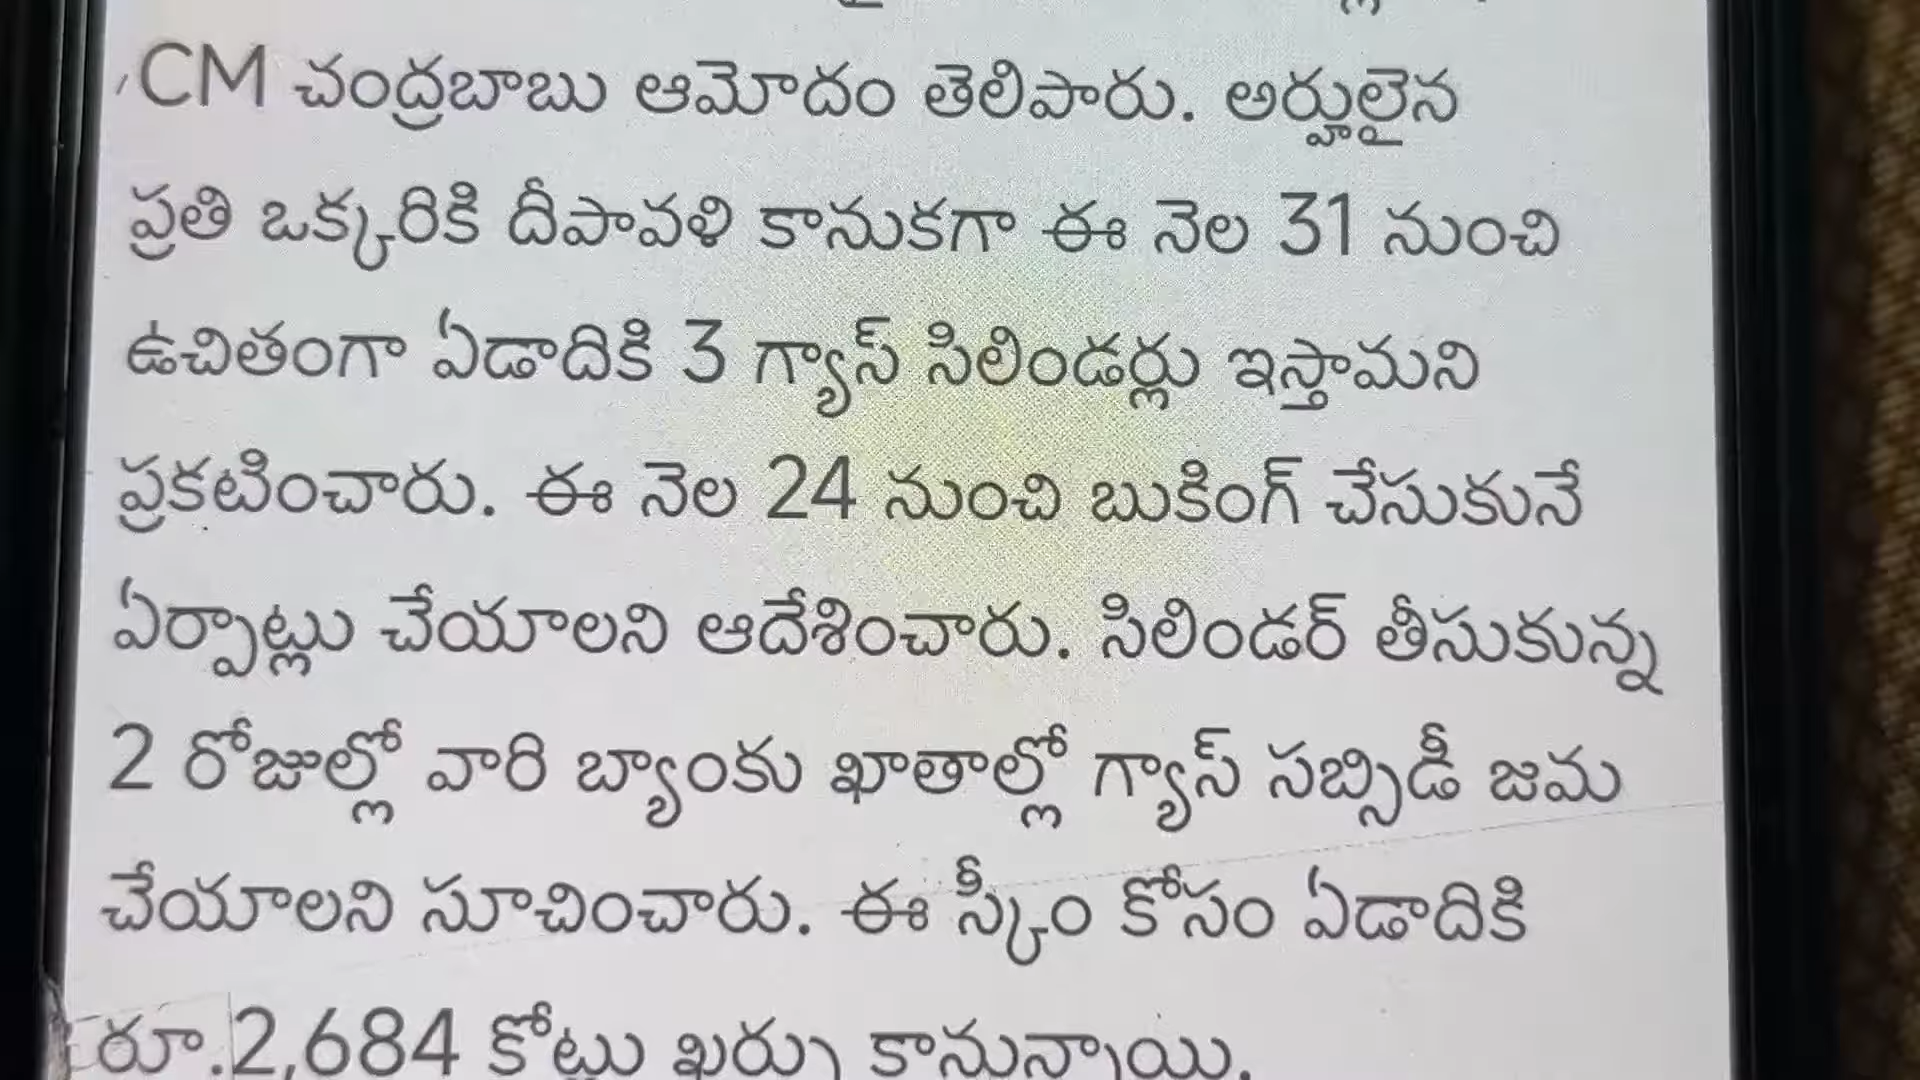 CM చంద్రబాబు ఆమోదం తెలిపారు. అర్హులైన
ప్రతి ఒక్కరికి దీపావళి కానుకగా ఈ నెల 31 నుంచి
ఉచితంగా ఏడాదికి 3 గ్యాస్ సిలిండర్లు ఇస్తామని
ప్రకటించారు. ఈ నెల 24 నుంచి బుకింగ్ చేసుకునే
ఏర్పాట్లు చేయాలని ఆదేశించారు. సిలిండర్ తీసుకున్న
2 రోజుల్లో వారి బ్యాంకు ఖాతాల్లో గ్యాస్ సబ్సిడీ జమ
చేయాలని సూచించారు. ఈ స్కీం కోసం ఏడాదికి
రూ.2,684 కోట్లు ఖర్చు కానున్నాయి.